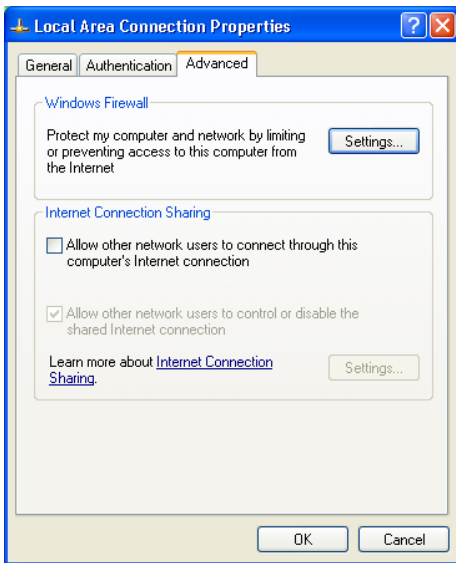 Local Area Connection Properties
General Authentication Advanced
Windows Firewall
Protect my computer and network by limiting
or preventing access to this computer from
the Internet
Settings...
Internet Connection Sharing
Allow other network users to connect through this
computer's Internet connection
Allow other network users to control or disable the
shared Internet connection
Learn more about Internet Connection
Sharing.
Settings...
OK Cancel